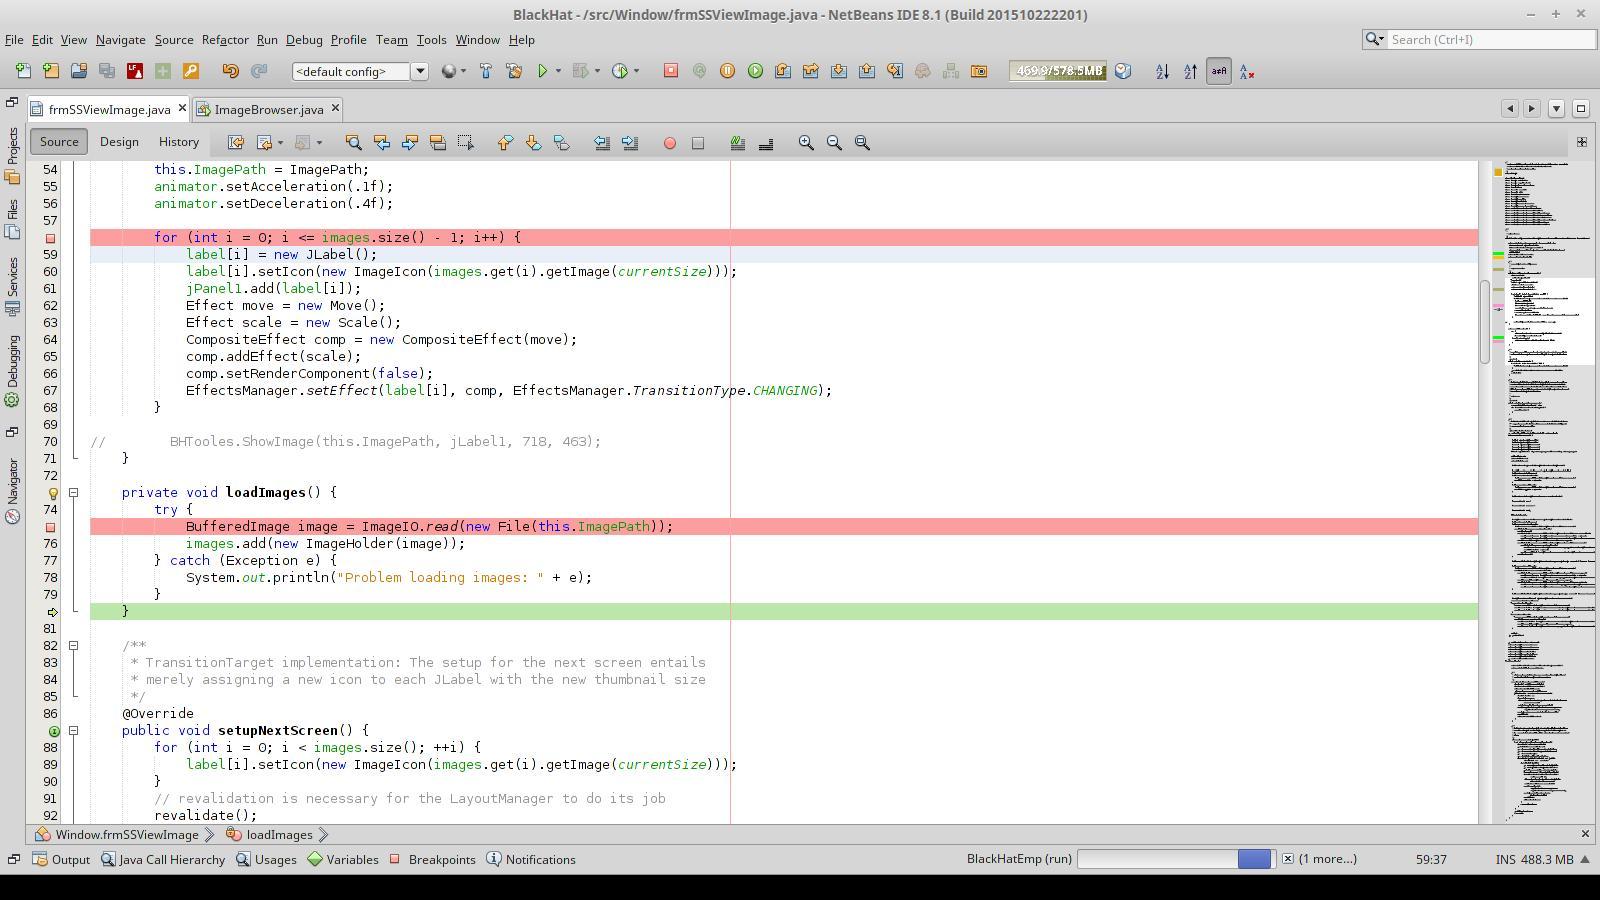 BlackHat - /src/Window/frmSSViewImage.java - NetBeans IDE 8.1 (Build 201510222201)
File Edit View Navigate Source Refactor Run Debug Profile Team Tools Window Help
Search (Ctrl+I)
<default config>
469.9/578.5MB
frmSSViewImage.java
ImageBrowser.java
Source Design History
Projects
Files
Services
Debugging
Navigator
54 this.ImagePath = ImagePath;
55 animator.setAcceleration(.1f);
56 animator.setDeceleration(.4f);
57
for (int i = 0; i <= images.size() - 1; i++) {
59 label[i] = new JLabel();
60 label[i].setIcon(new ImageIcon(images.get(i).getImage(currentSize)));
61 jPanel1.add(label[i]);
62 Effect move = new Move();
63 Effect scale = new Scale();
64 CompositeEffect comp = new CompositeEffect(move);
65 comp.addEffect(scale);
66 comp.setRenderComponent(false);
67 EffectsManager.setEffect(label[i], comp, EffectsManager.TransitionType.CHANGING);
68 }
69
70 // BHTooles.ShowImage(this.ImagePath, jLabel1, 718, 463);
71 }
72
private void loadImages() {
74 try {
BufferedImage image = ImageIO.read(new File(this.ImagePath));
76 images.add(new ImageHolder(image));
77 } catch (Exception e) {
78 System.out.println("Problem loading images: " + e);
79 }
}
81
82 /**
83 * TransitionTarget implementation: The setup for the next screen entails
84 * merely assigning a new icon to each JLabel with the new thumbnail size
85 */
86 @Override
public void setupNextScreen() {
88 for (int i = 0; i < images.size(); ++i) {
89 label[i].setIcon(new ImageIcon(images.get(i).getImage(currentSize)));
90 }
91 // revalidation is necessary for the LayoutManager to do its job
92 revalidate();
Window.frmSSViewImage loadImages
Output Java Call Hierarchy Usages Variables Breakpoints Notifications
BlackHatEmp (run) (1 more...) 59:37 INS 488.3 MB